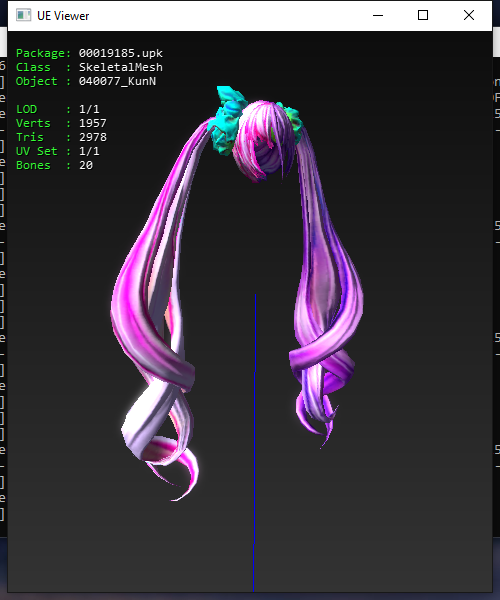 UE Viewer
Package: 00019185.upk
Class  : SkeletalMesh
Object : 040077_KunN
LOD    : 1/1
Verts  : 1957
Tris   : 2978
UV Set : 1/1
Bones  : 20